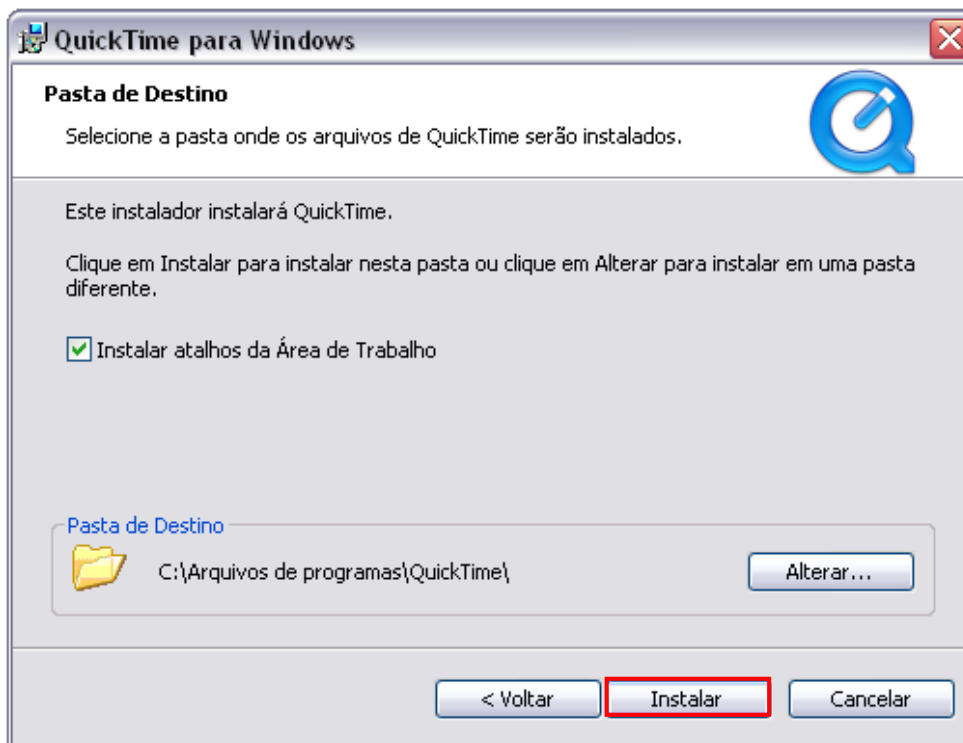 QuickTime para Windows
Pasta de Destino
Selecione a pasta onde os arquivos de QuickTime serão instalados.
Este instalador instalará QuickTime.
Clique em Instalar para instalar nesta pasta ou clique em Alterar para instalar em uma pasta
diferente.
Instalar atalhos da Área de Trabalho
Pasta de Destino
C:\Arquivos de programas\QuickTime\
Alterar...
< Voltar
Instalar
Cancelar